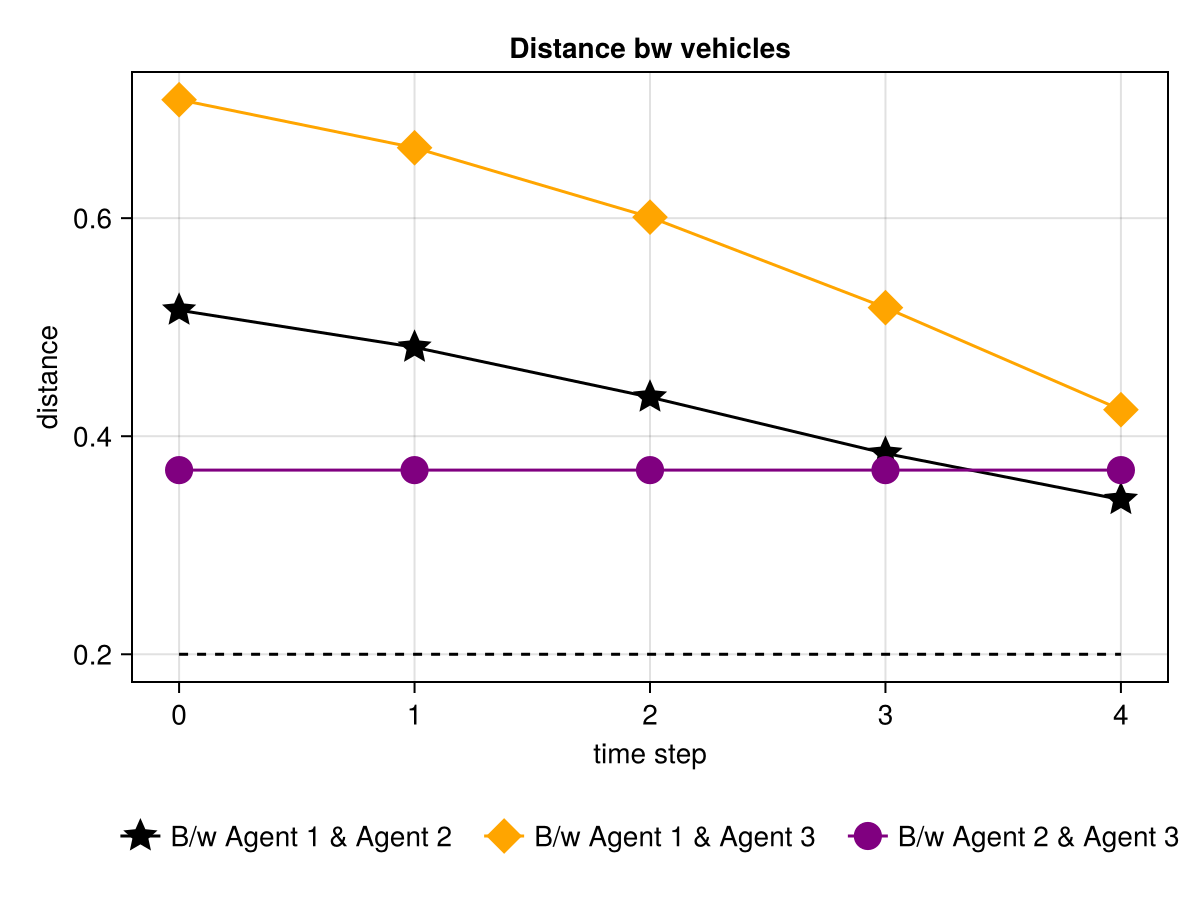 Distance bw vehicles
0.6
0.4
0.2
distance
0 1 2 3 4
time step
B/w Agent 1 & Agent 2 B/w Agent 1 & Agent 3 B/w Agent 2 & Agent 3